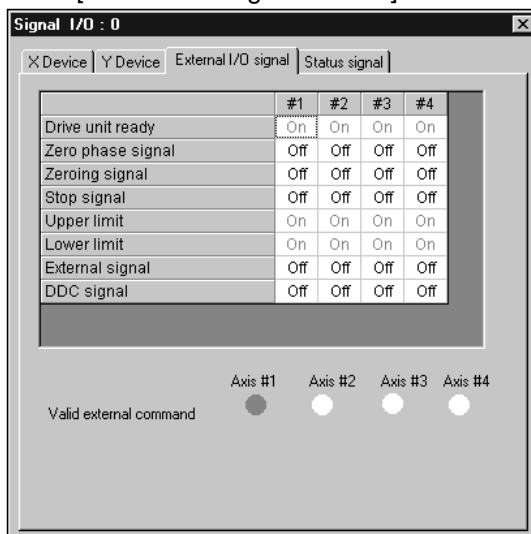 Signal I/O : 0
X Device Y Device External I/O signal Status signal
#1 #2 #3 #4
Drive unit ready On On On On
Zero phase signal Off Off Off Off
Zeroing signal Off Off Off Off
Stop signal Off Off Off Off
Upper limit On On On On
Lower limit On On On On
External signal Off Off Off Off
DDC signal Off Off Off Off
Axis #1 Axis #2 Axis #3 Axis #4
Valid external command